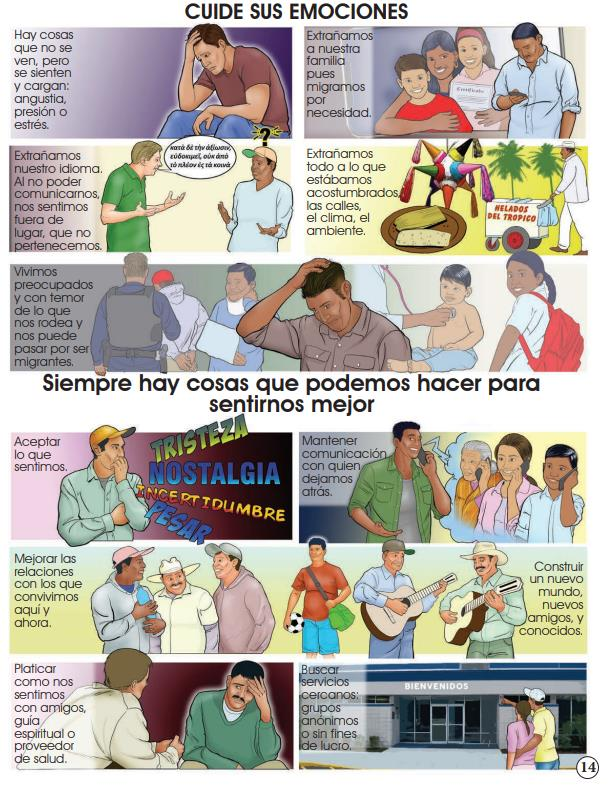 CUIDE SUS EMOCIONES
Hay cosas
que no se
ven, pero
se sienten
y cargan:
angustia,
presión o
estrés.
Extrañamos
a nuestra
familia
pues
migramos
por
necesidad.
Certificate
Extrañamos
nuestro idioma.
Al no poder
comunicarnos,
nos sentimos
fuera de
lugar, que no
pertenecemos.
κατὰ δὲ τὴν ἀξίωσιν,
εὐδοκιμεῖ, οὐκ ἀπὸ
τὸ πλέον ἐς τὰ κοινὰ
?
Extrañamos
todo a lo que
estábamos
acostumbrados,
las calles,
el clima, el
ambiente.
HELADOS
DEL TROPICO
Vivimos
preocupados
y con temor
de lo que
nos rodea y
nos puede
pasar por ser
migrantes.
Siempre hay cosas que podemos hacer para
sentirnos mejor
Aceptar
lo que
sentimos.
TRISTEZA
NOSTALGIA
INCERTIDUMBRE
PESAR
Mantener
comunicación
con quien
dejamos
atrás.
Mejorar las
relaciones
con los que
convivimos
aquí y
ahora.
Construir
un nuevo
mundo,
nuevos
amigos, y
conocidos.
Platicar
como nos
sentimos
con amigos,
guía
espiritual o
proveedor
de salud.
Buscar
servicios
cercanos:
grupos
anónimos
o sin fines
de lucro.
BIENVENIDOS
14